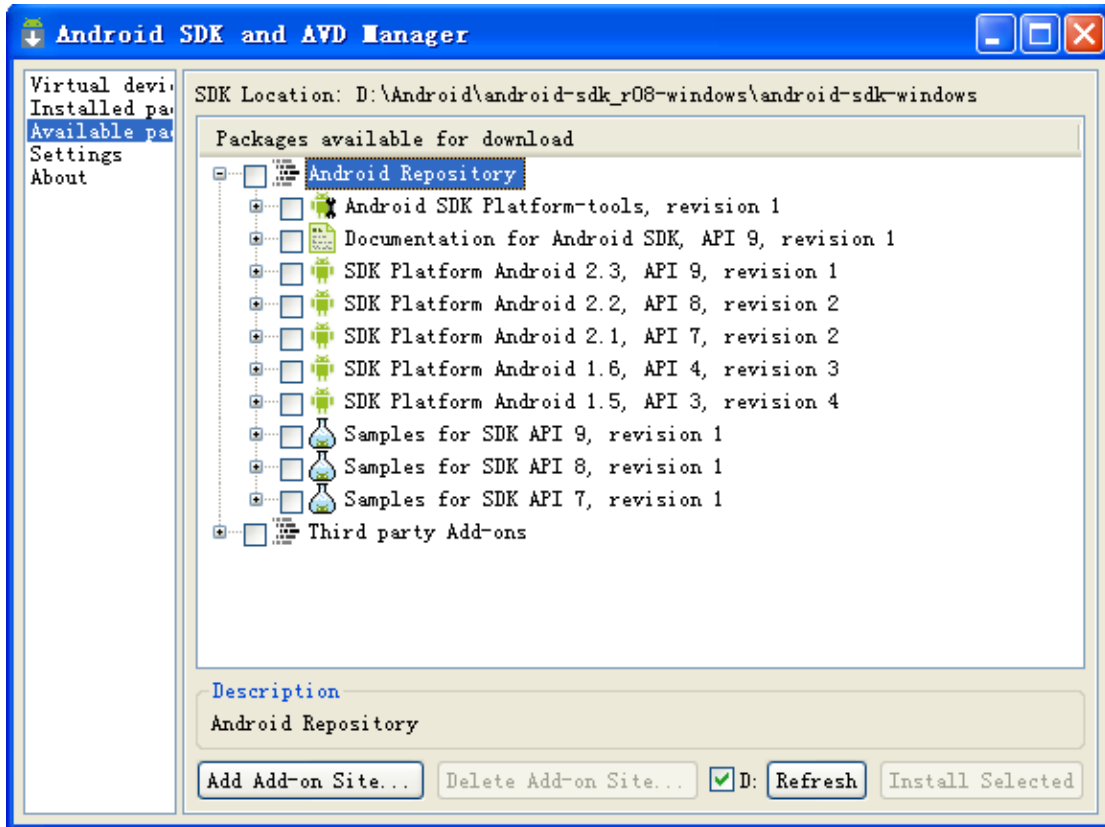 Android SDK and AVD Manager
Virtual devi
Installed pa
Available pa
Settings
About
SDK Location: D:\Android\android-sdk_r08-windows\android-sdk-windows
Packages available for download
Android Repository
Android SDK Platform-tools, revision 1
Documentation for Android SDK, API 9, revision 1
SDK Platform Android 2.3, API 9, revision 1
SDK Platform Android 2.2, API 8, revision 2
SDK Platform Android 2.1, API 7, revision 2
SDK Platform Android 1.6, API 4, revision 3
SDK Platform Android 1.5, API 3, revision 4
Samples for SDK API 9, revision 1
Samples for SDK API 8, revision 1
Samples for SDK API 7, revision 1
Third party Add-ons
Description
Android Repository
Add Add-on Site... Delete Add-on Site... D: Refresh Install Selected